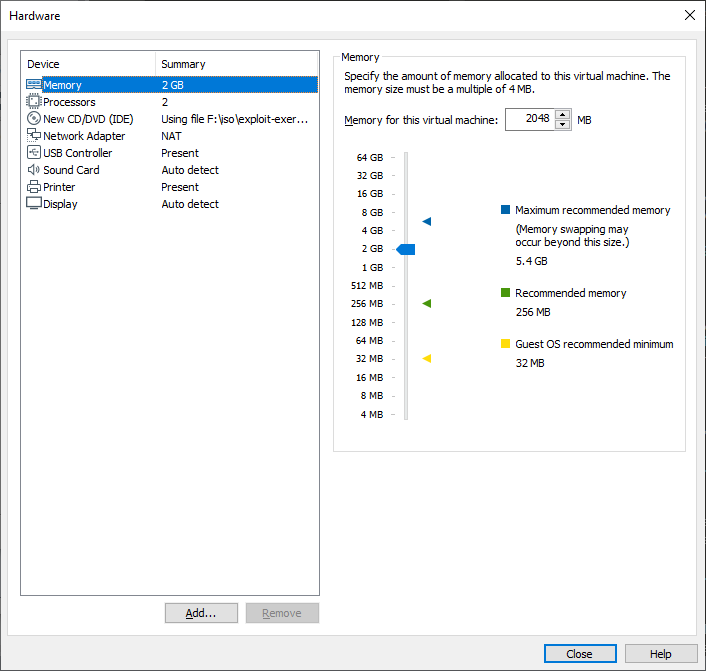 Hardware
Device Summary
Memory 2 GB
Processors 2
New CD/DVD (IDE) Using file F:\iso\exploit-exer...
Network Adapter NAT
USB Controller Present
Sound Card Auto detect
Printer Present
Display Auto detect
Add...
Remove
Memory
Specify the amount of memory allocated to this virtual machine. The
memory size must be a multiple of 4 MB.
Memory for this virtual machine: 2048 MB
64 GB
32 GB
16 GB
8 GB
4 GB
2 GB
1 GB
512 MB
256 MB
128 MB
64 MB
32 MB
16 MB
8 MB
4 MB
Maximum recommended memory
(Memory swapping may
occur beyond this size.)
5.4 GB
Recommended memory
256 MB
Guest OS recommended minimum
32 MB
Close
Help